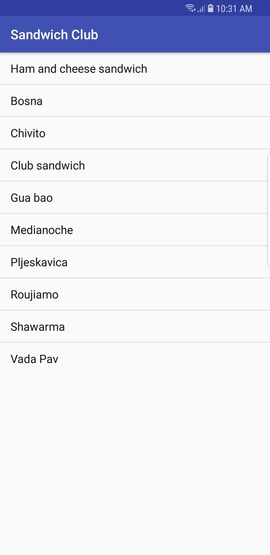 10:31 AM
Sandwich Club
Ham and cheese sandwich
Bosna
Chivito
Club sandwich
Gua bao
Medianoche
Pljeskavica
Roujiamo
Shawarma
Vada Pav